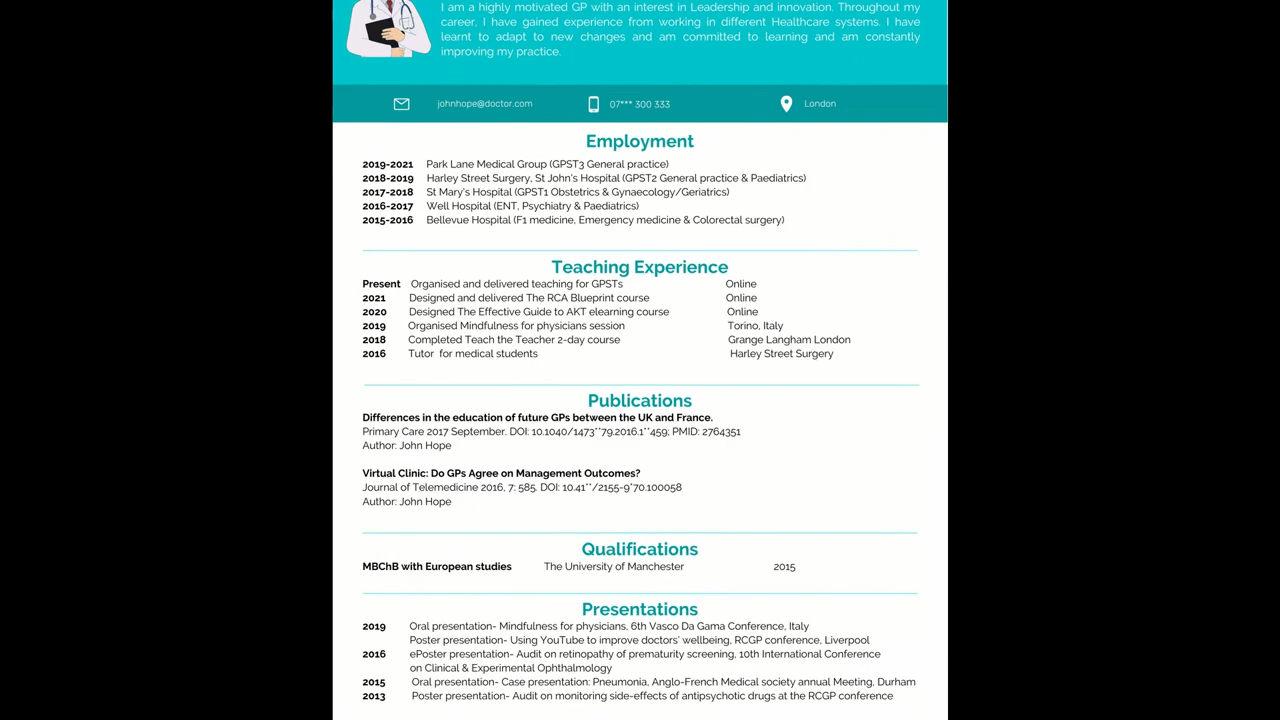 I am a highly motivated GP with an interest in Leadership and innovation. Throughout my
career, I have gained experience from working in different Healthcare systems. I have
learnt to adapt to new changes and am committed to learning and am constantly
improving my practice.
johnhope@doctor.com 07*** 300 333 London
Employment
2019-2021 Park Lane Medical Group (GPST3 General practice)
2018-2019 Harley Street Surgery, St John's Hospital (GPST2 General practice & Paediatrics)
2017-2018 St Mary's Hospital (GPST1 Obstetrics & Gynaecology/Geriatrics)
2016-2017 Well Hospital (ENT, Psychiatry & Paediatrics)
2015-2016 Bellevue Hospital (F1 medicine, Emergency medicine & Colorectal surgery)
Teaching Experience
Present Organised and delivered teaching for GPSTs Online
2021 Designed and delivered The RCA Blueprint course Online
2020 Designed The Effective Guide to AKT elearning course Online
2019 Organised Mindfulness for physicians session Torino, Italy
2018 Completed Teach the Teacher 2-day course Grange Langham London
2016 Tutor for medical students Harley Street Surgery
Publications
Differences in the education of future GPs between the UK and France.
Primary Care 2017 September. DOI: 10.1040/1473**79.2016.1**459; PMID: 2764351
Author: John Hope
Virtual Clinic: Do GPs Agree on Management Outcomes?
Journal of Telemedicine 2016, 7: 585. DOI: 10.41**/2155-9*70.100058
Author: John Hope
Qualifications
MBChB with European studies The University of Manchester 2015
Presentations
2019 Oral presentation- Mindfulness for physicians, 6th Vasco Da Gama Conference, Italy
Poster presentation- Using YouTube to improve doctors' wellbeing, RCGP conference, Liverpool
2016 ePoster presentation- Audit on retinopathy of prematurity screening, 10th International Conference
on Clinical & Experimental Ophthalmology
2015 Oral presentation- Case presentation: Pneumonia, Anglo-French Medical society annual Meeting, Durham
2013 Poster presentation- Audit on monitoring side-effects of antipsychotic drugs at the RCGP conference